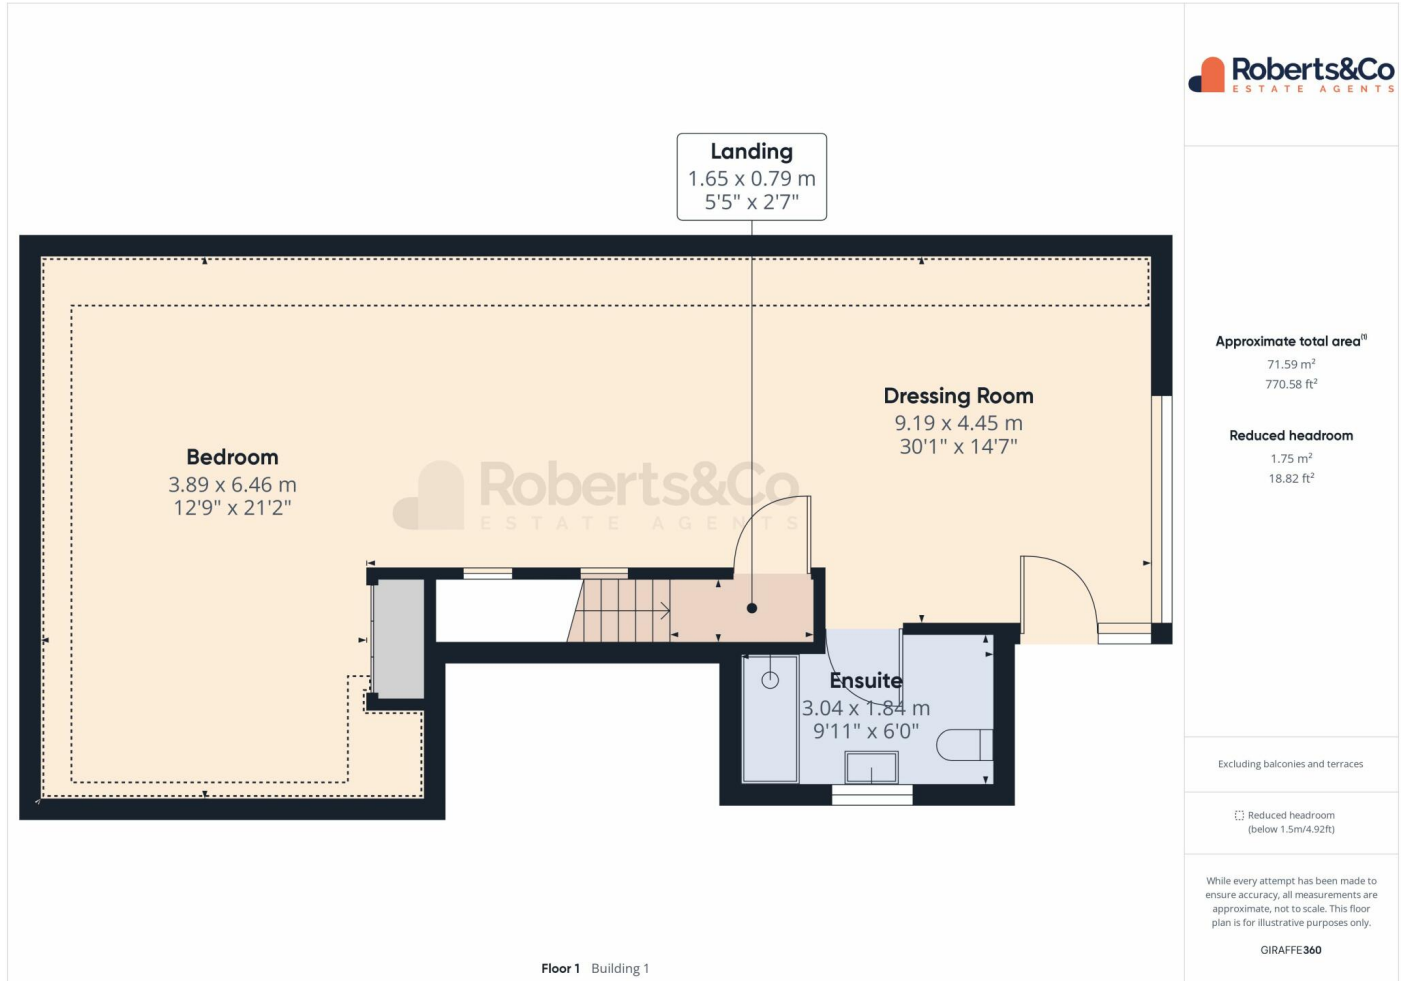 Landing
1.65 x 0.79 m
5'5" x 2'7"
Bedroom
3.89 x 6.46 m
12'9" x 21'2"
Dressing Room
9.19 x 4.45 m
30'1" x 14'7"
Roberts&Co
ESTATE AGENTS
Ensuite
3.04 x 1.84 m
9'11" x 6'0"
Floor 1 Building 1
Roberts&Co
ESTATE AGENTS
Approximate total area(1)
71.59 m²
770.58 ft²
Reduced headroom
1.75 m²
18.82 ft²
Excluding balconies and terraces
Reduced headroom
(below 1.5m/4.92ft)
While every attempt has been made to
ensure accuracy, all measurements are
approximate, not to scale. This floor
plan is for illustrative purposes only.
GIRAFFE360